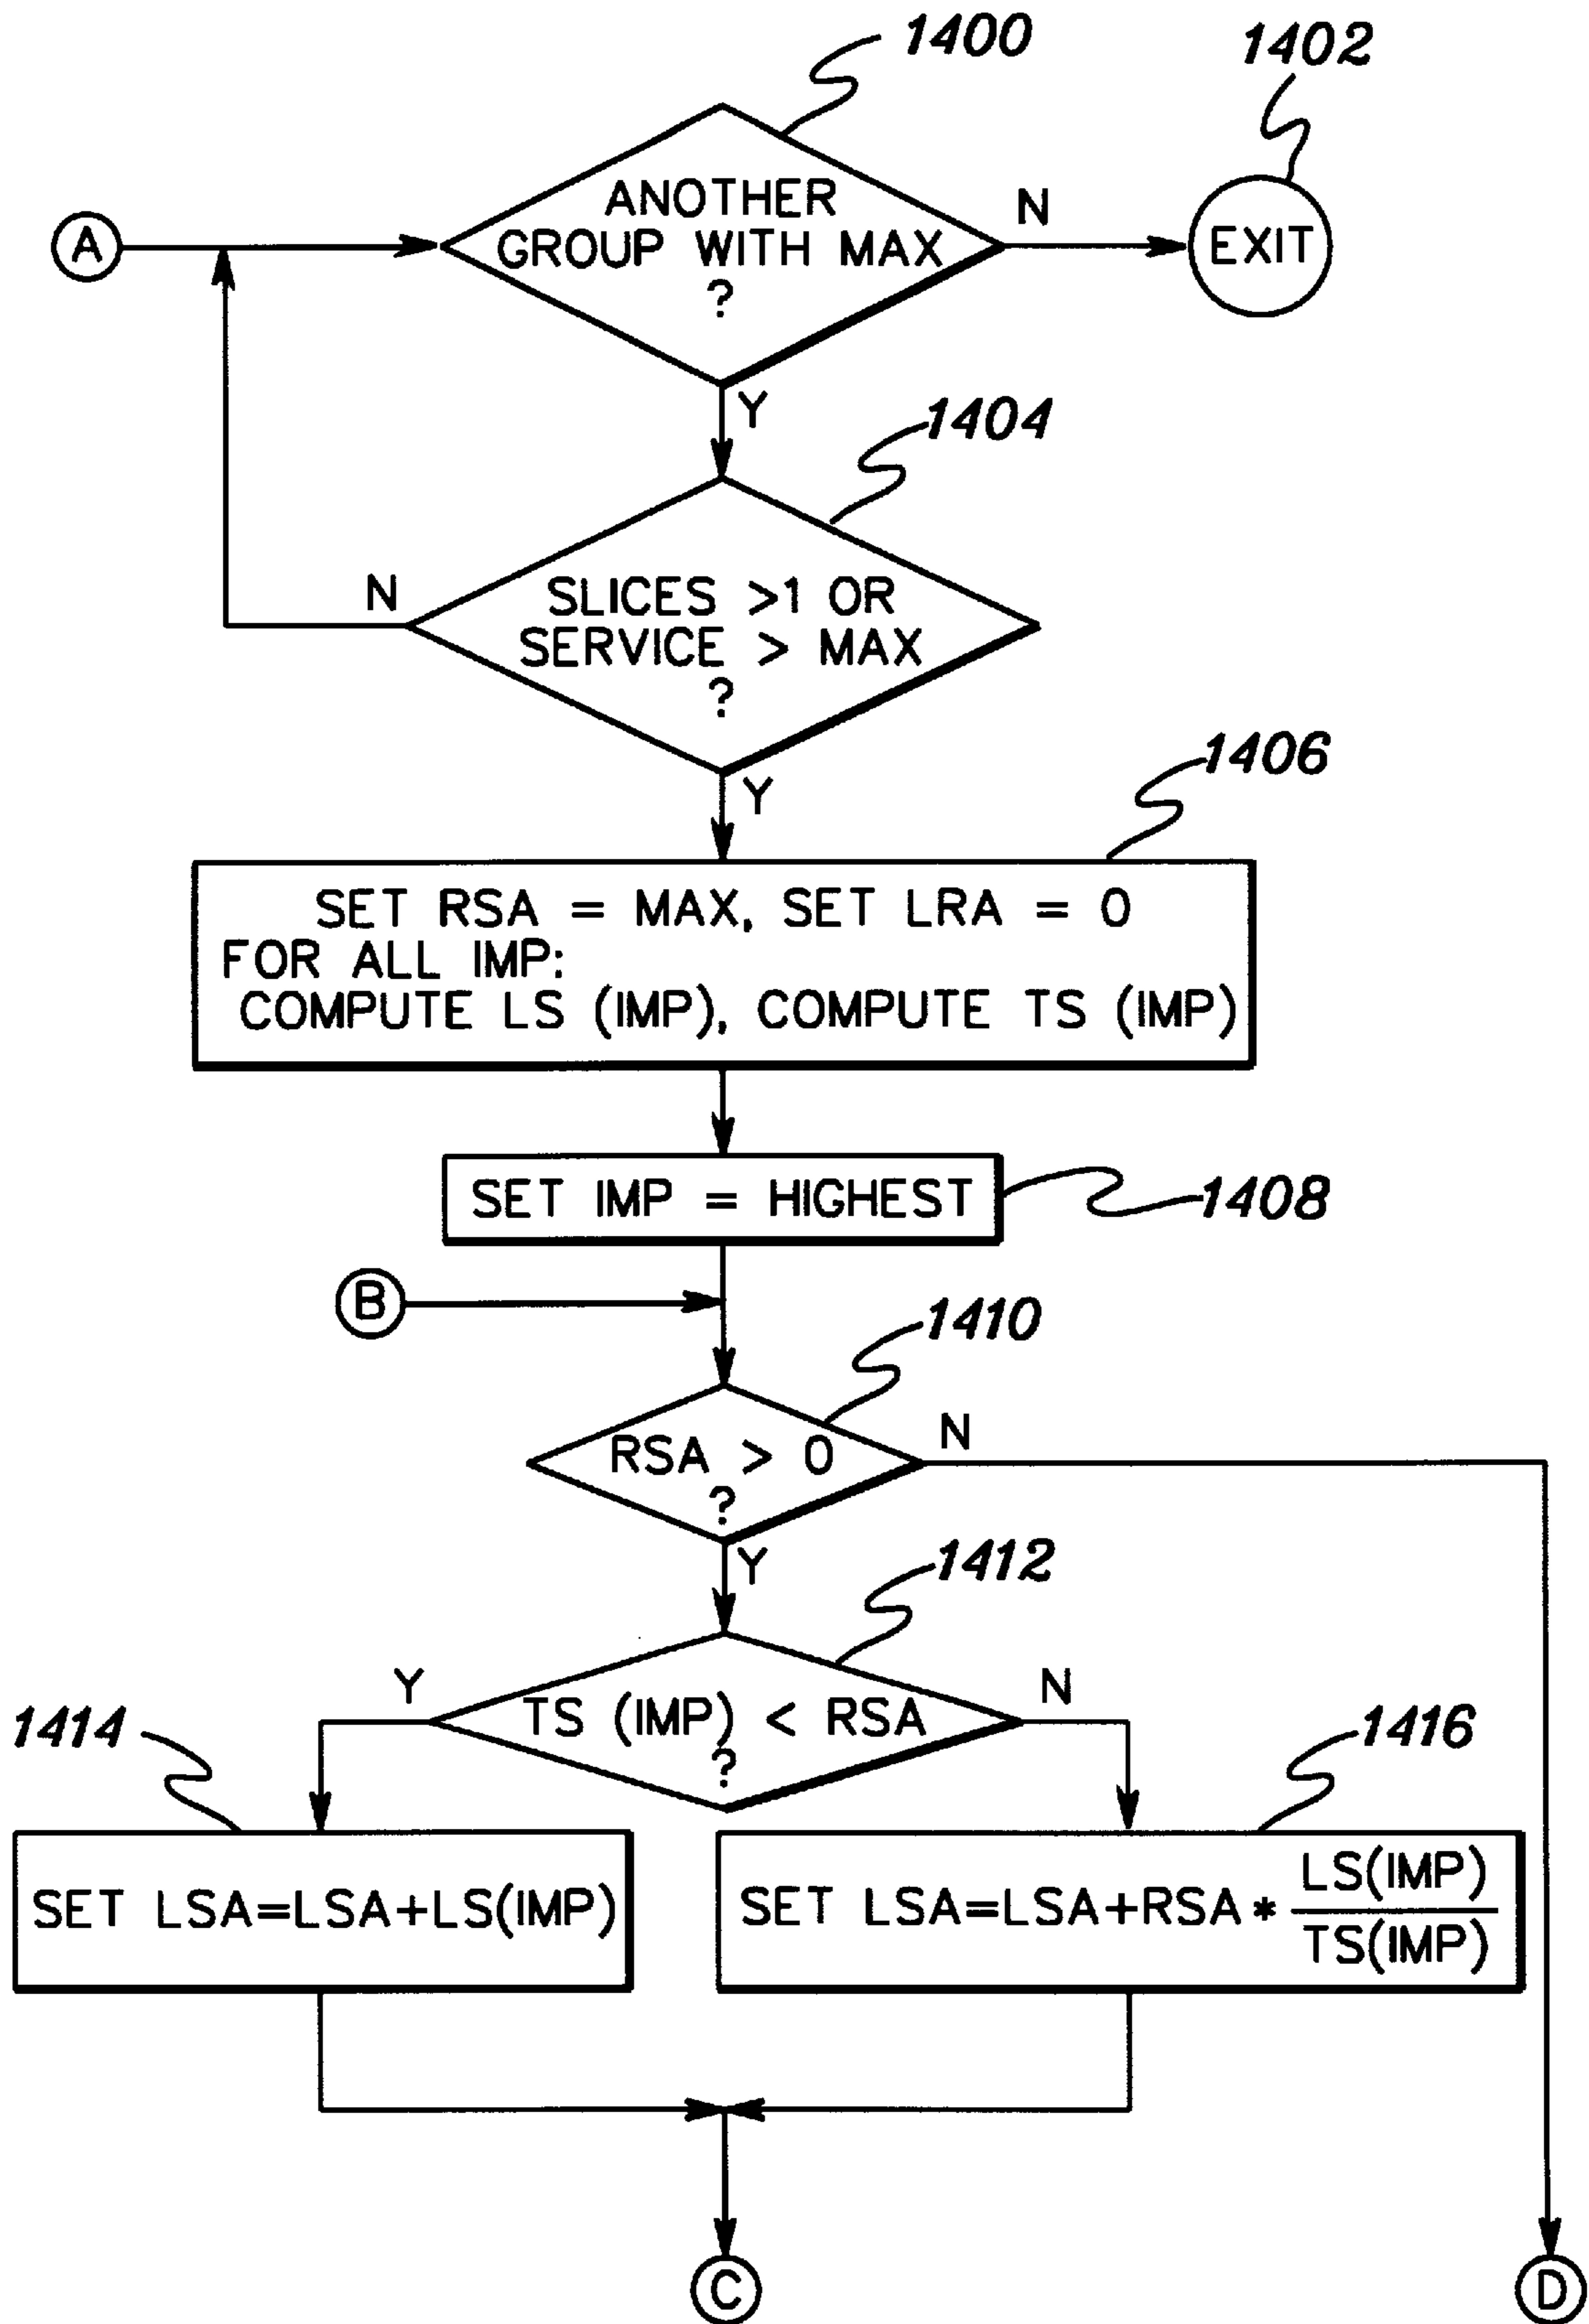 1400
1402
ANOTHER
GROUP WITH MAX
?
N
A
EXIT
Y
1404
N
SLICES >1 OR
SERVICE > MAX
?
Y
1406
SET RSA = MAX, SET LRA = 0
FOR ALL IMP:
COMPUTE LS (IMP), COMPUTE TS (IMP)
SET IMP = HIGHEST
1408
B
1410
N
RSA > 0
?
Y
1412
Y
N
TS (IMP) < RSA
?
1414
1416
SET LSA=LSA+LS(IMP)
SET LSA=LSA+RSA * LS(IMP)
TS(IMP)
C
D